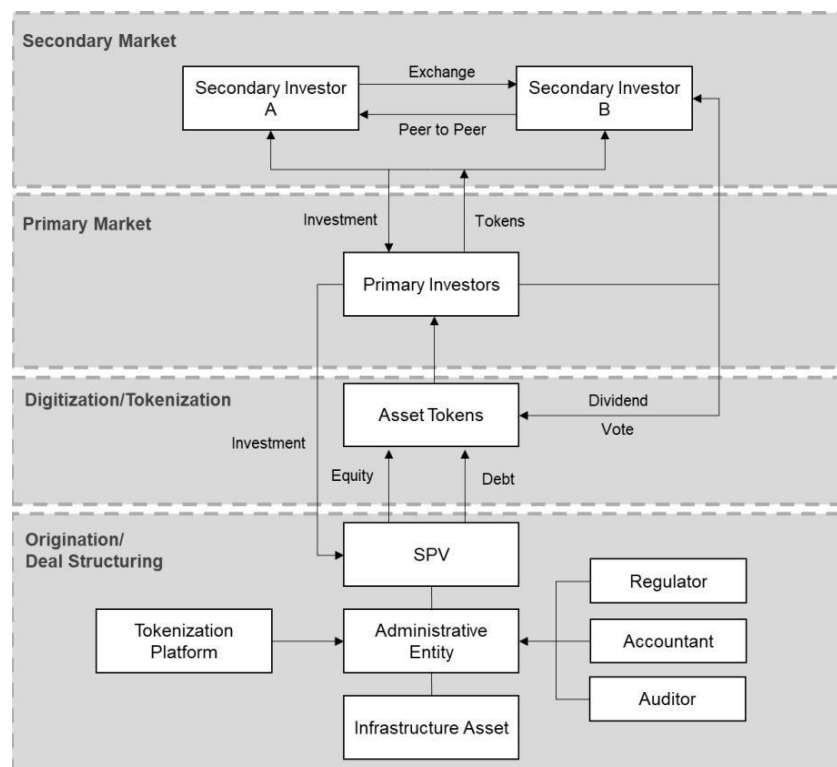 Secondary Market
Exchange
Secondary Investor
A
Secondary Investor
B
Peer to Peer
Investment
Tokens
Primary Market
Primary Investors
Digitization/Tokenization
Asset Tokens
Dividend
Vote
Investment
Equity
Debt
Origination/
Deal Structuring
SPV
Regulator
Tokenization
Platform
Administrative
Entity
Accountant
Auditor
Infrastructure Asset